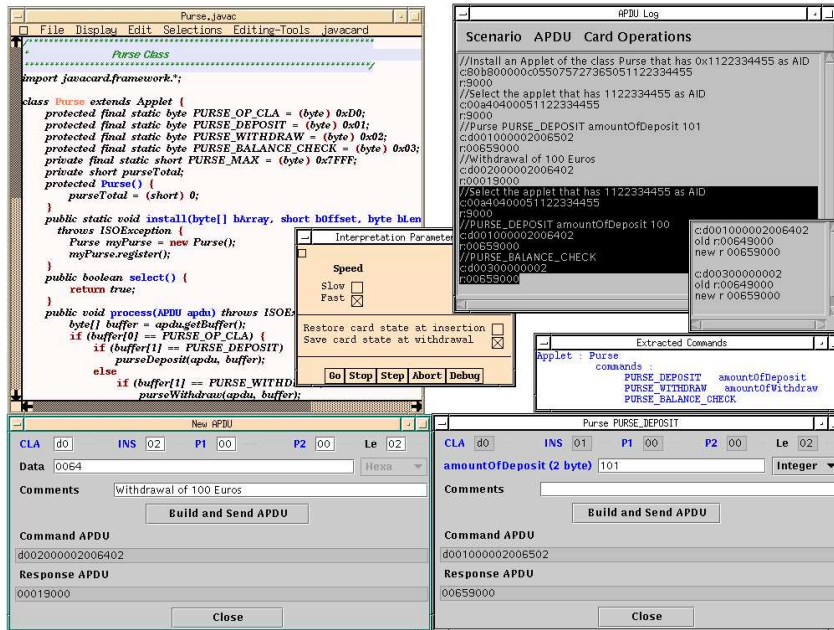 Purse.javac
File Display Edit Selections Editing-Tools javacard
/****************************************************************
* Purse Class
****************************************************************/
import javacard.framework.*;
class Purse extends Applet {
protected final static byte PURSE_OP_CLA = (byte) 0xD0;
protected final static byte PURSE_DEPOSIT = (byte) 0x01;
protected final static byte PURSE_WITHDRAW = (byte) 0x02;
protected final static byte PURSE_BALANCE_CHECK = (byte) 0x03;
private final static short PURSE_MAX = (byte) 0x7FFF;
private short purseTotal;
protected Purse() {
purseTotal = (short) 0;
}
public static void install(byte[] bArray, short bOffset, byte bLen
throws ISOException {
Purse myPurse = new Purse();
myPurse.register();
}
public boolean select() {
return true;
}
public void process(APDU apdu) throws ISOEx
byte[] buffer = apdu.getBuffer();
if (buffer[0] == PURSE_OP_CLA) {
if (buffer[1] == PURSE_DEPOSIT)
purseDeposit(apdu, buffer);
else
if (buffer[1] == PURSE_WITHD
purseWithdraw(apdu, buffer);
Interpretation Parameter
Speed
Slow
Fast
Restore card state at insertion
Save card state at withdrawal
Go Stop Step Abort Debug
APDU Log
Scenario APDU Card Operations
//Install an Applet of the class Purse that has 0x1122334455 as AID
c:80b80000c055075727365051122334455
r:9000
//Select the applet that has 1122334455 as AID
c:00a40400051122334455
r:9000
//Purse PURSE_DEPOSIT amountOfDeposit 101
c:d001000002006502
r:00659000
//Withdrawal of 100 Euros
c:d002000002006402
r:00019000
//Select the applet that has 1122334455 as AID
c:00a40400051122334455
r:9000
//PURSE_DEPOSIT amountOfDeposit 100
c:d001000002006402
r:00659000
//PURSE_BALANCE_CHECK
c:d00300000002
r:00659000
c:d001000002006402
old r:00649000
new r 00659000
c:d00300000002
old r:00649000
new r 00659000
Extracted Commands
Applet : Purse
commands :
PURSE_DEPOSIT amountOfDeposit
PURSE_WITHDRAW amountOfWithdraw
PURSE_BALANCE_CHECK
New APDU
CLA d0 INS 02 P1 00 P2 00 Le 02
Data 0064 Hexa
Comments Withdrawal of 100 Euros
Build and Send APDU
Command APDU
d002000002006402
Response APDU
00019000
Close
Purse PURSE_DEPOSIT
CLA d0 INS 01 P1 00 P2 00 Le 02
amountOfDeposit (2 byte) 101 Integer
Comments
Build and Send APDU
Command APDU
d001000002006502
Response APDU
00659000
Close